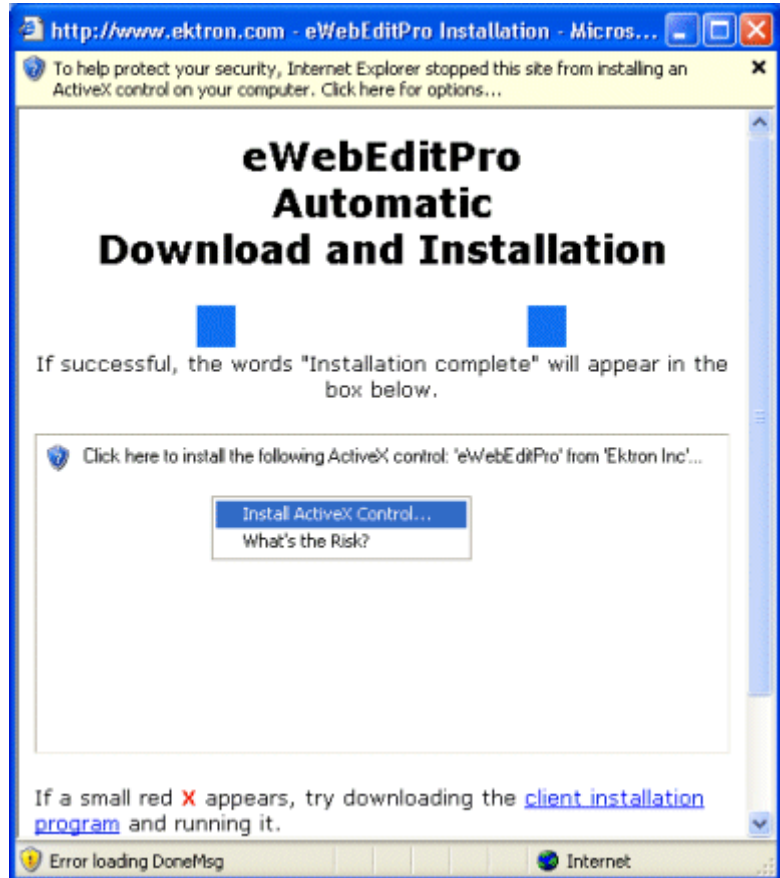 http://www.ektron.com - eWebEditPro Installation - Micros...
To help protect your security, Internet Explorer stopped this site from installing an
ActiveX control on your computer. Click here for options...
eWebEditPro
Automatic
Download and Installation
If successful, the words "Installation complete" will appear in the
box below.
Click here to install the following ActiveX control: 'eWebEditPro' from 'Ektron Inc'...
Install ActiveX Control...
What's the Risk?
If a small red X appears, try downloading the client installation
program and running it.
Error loading DoneMsg
Internet